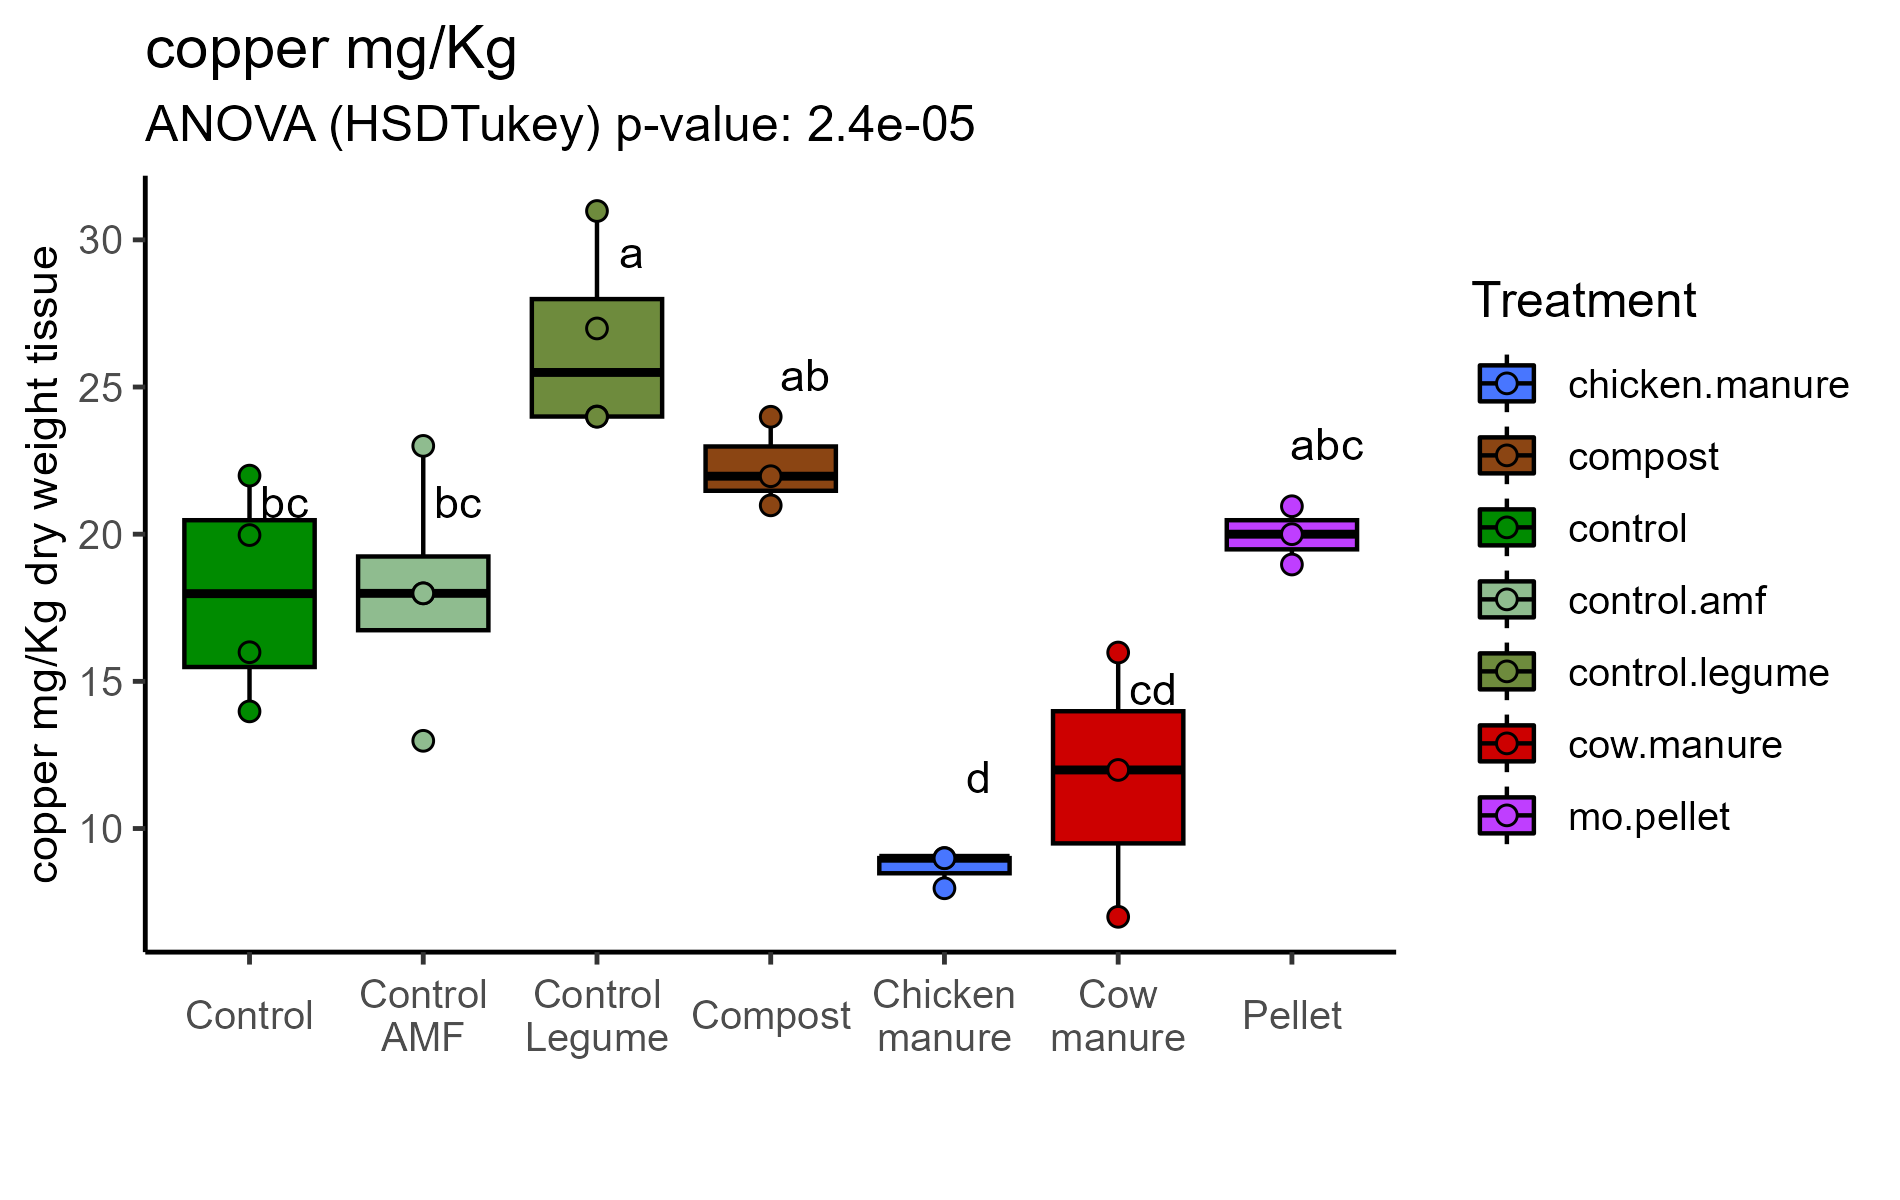 copper mg/Kg
ANOVA (HSDTukey) p-value: 2.4e-05
copper mg/Kg dry weight tissue
30
25
20
15
10
bc
bc
a
ab
d
cd
abc
Control
Control
AMF
Control
Legume
Compost
Chicken
manure
Cow
manure
Pellet
Treatment
chicken.manure
compost
control
control.amf
control.legume
cow.manure
mo.pellet